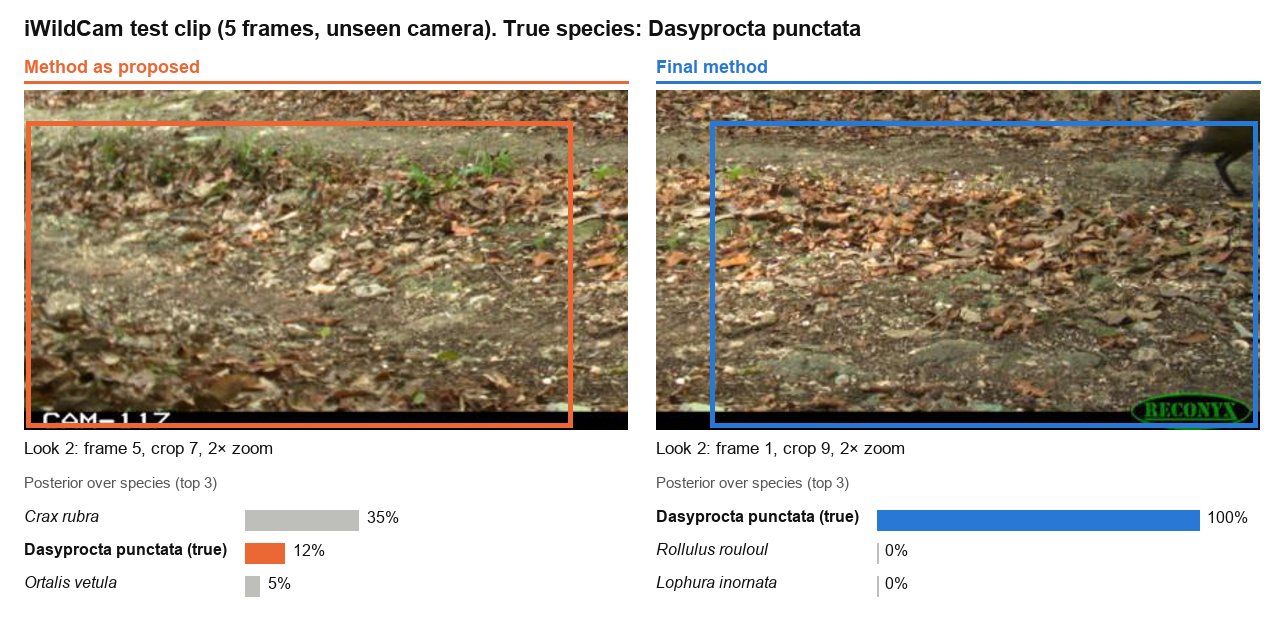 iWildCam test clip (5 frames, unseen camera). True species: Dasyprocta punctata
Method as proposed
CAM-117
Look 2: frame 5, crop 7, 2× zoom
Posterior over species (top 3)
Crax rubra 35%
Dasyprocta punctata (true) 12%
Ortalis vetula 5%
Final method
RECONYX
Look 2: frame 1, crop 9, 2× zoom
Posterior over species (top 3)
Dasyprocta punctata (true) 100%
Rollulus rouloul 0%
Lophura inornata 0%